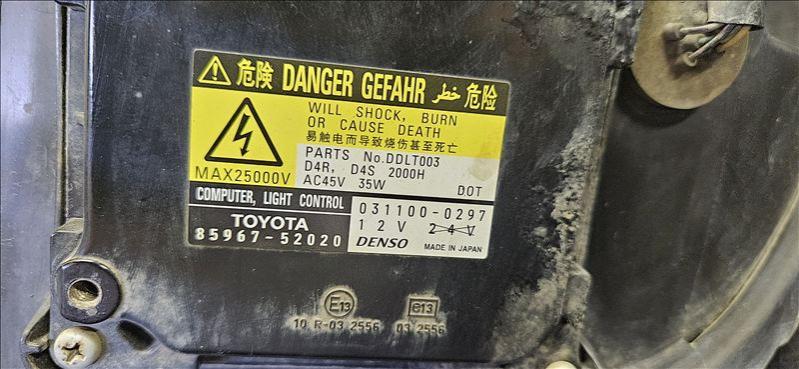 危険 DANGER GEFAHR خطر 危险
WILL SHOCK, BURN
OR CAUSE DEATH
易触电而导致烧伤甚至死亡
MAX25000V
PARTS No.DDLT003
D4R, D4S 2000H
AC45V 35W DOT
COMPUTER, LIGHT CONTROL
TOYOTA
85967-52020
031100-0297
12V 24V
DENSO MADE IN JAPAN
E13 e13
10 R-03 2556 03 2556